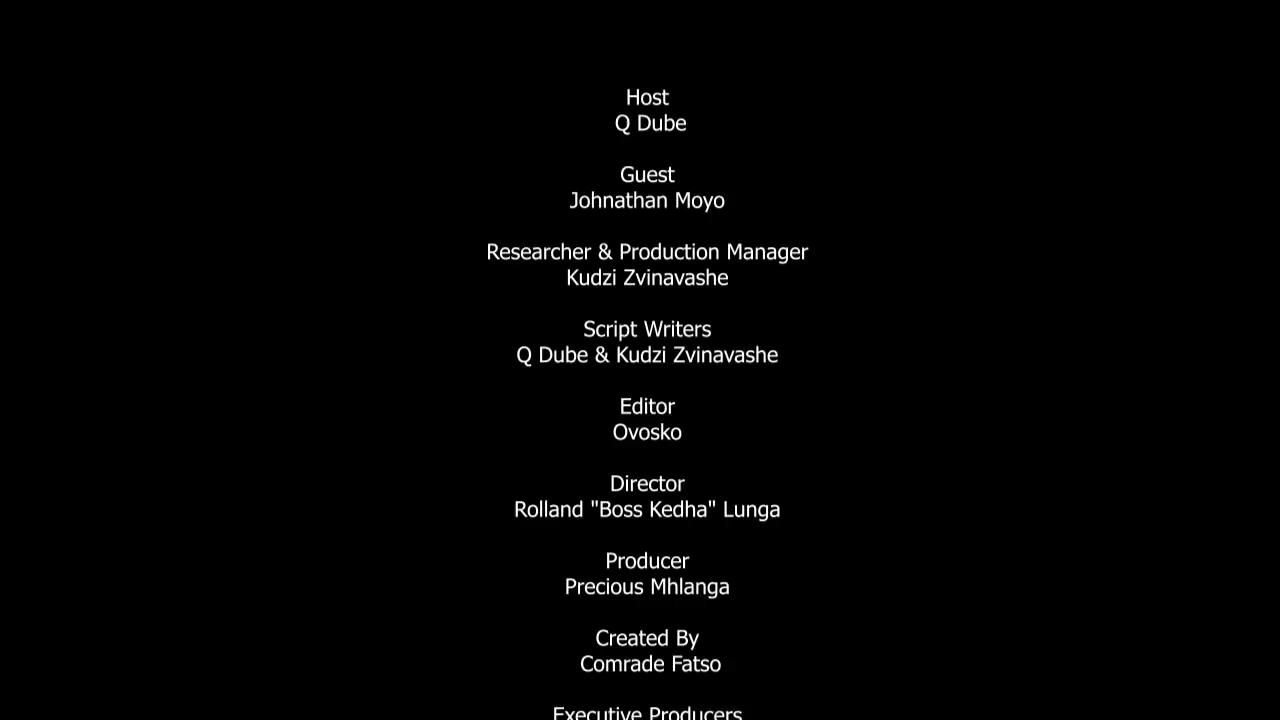 Host
Q Dube
Guest
Johnathan Moyo
Researcher & Production Manager
Kudzi Zvinavashe
Script Writers
Q Dube & Kudzi Zvinavashe
Editor
Ovosko
Director
Rolland "Boss Kedha" Lunga
Producer
Precious Mhlanga
Created By
Comrade Fatso
Executive Producers